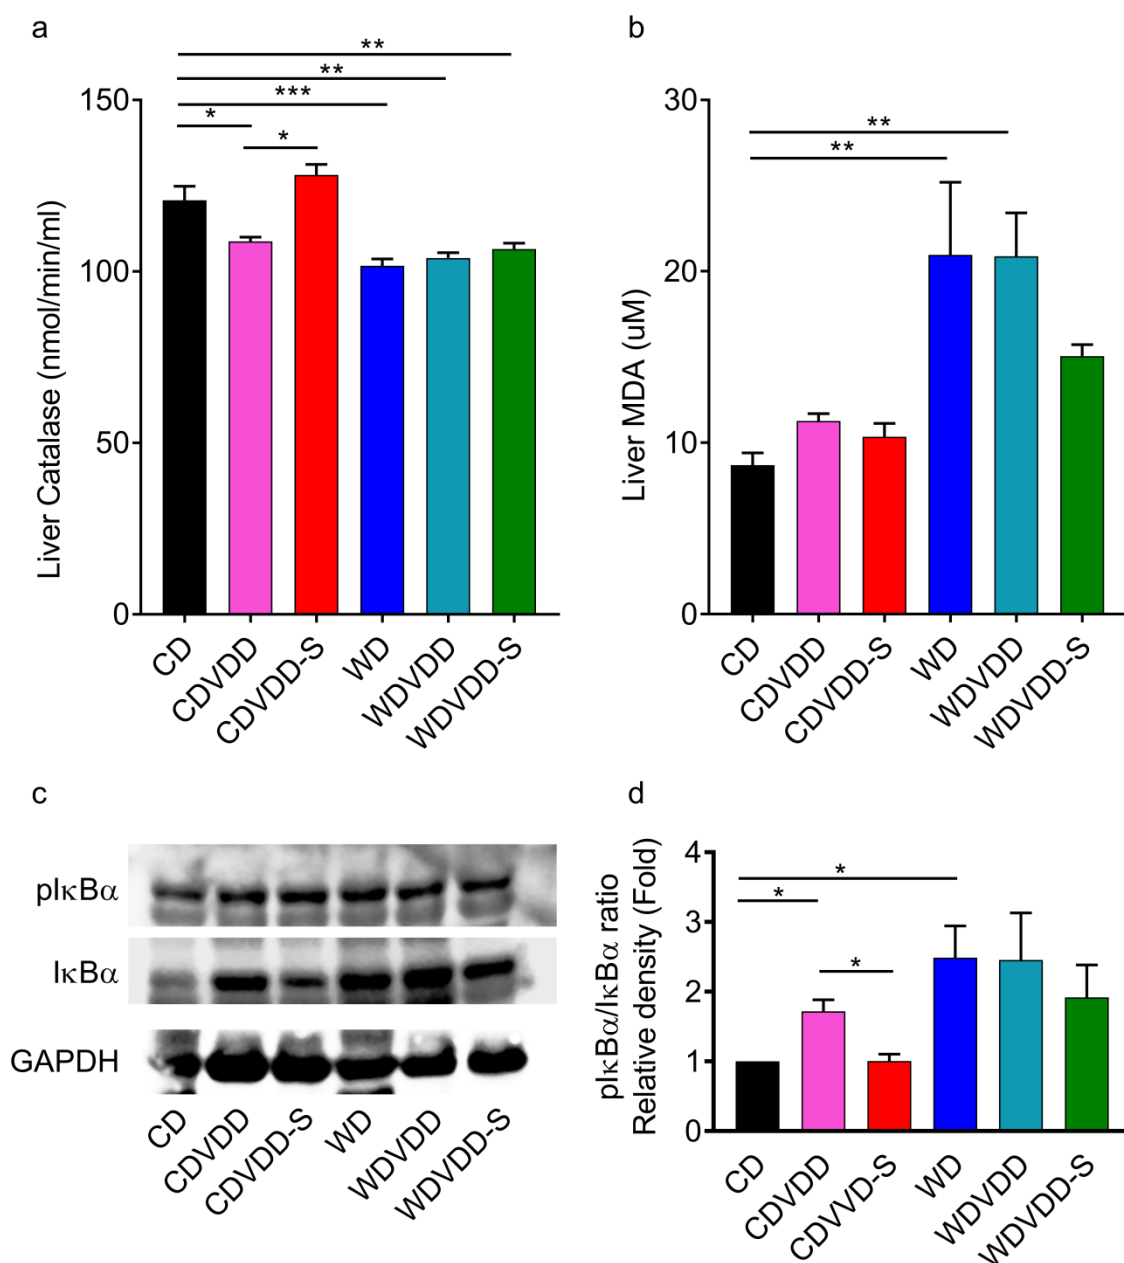 a
**
**
***
*
*
150
100
50
0
Liver Catalase (nmol/min/ml)
CD
CDVDD
CDVDD-S
WD
WDVDD
WDVDD-S
b
**
**
30
20
10
0
Liver MDA (uM)
CD
CDVDD
CDVDD-S
WD
WDVDD
WDVDD-S
c
pIκBα
IκBα
GAPDH
CD
CDVDD
CDVDD-S
WD
WDVDD
WDVDD-S
d
*
*
*
4
3
2
1
0
pIκBα/IκBα ratio
Relative density (Fold)
CD
CDVDD
CDVVD-S
WD
WDVDD
WDVDD-S